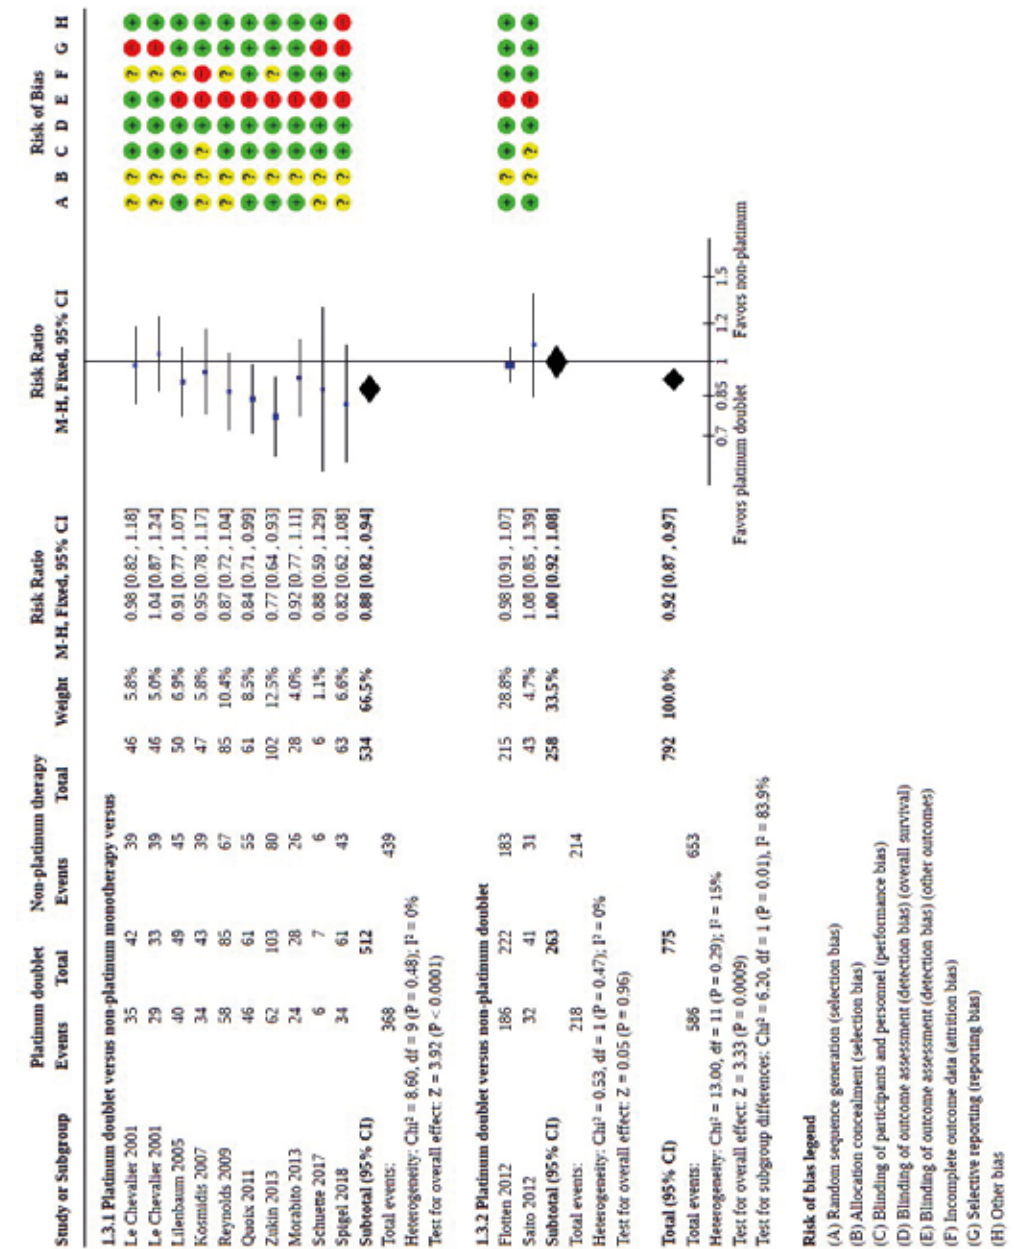 Platinum doublet Non-platinum therapy Risk Ratio Risk Ratio Risk of Bias
Study or Subgroup Events Total Events Total Weight M-H, Fixed, 95% CI M-H, Fixed, 95% CI A B C D E F G H
1.3.1 Platinum doublet versus non-platinum monotherapy versus
Le Chevalier 2001 35 42 39 46 5.8% 0.98 [0.82 , 1.18] ? ? + + + ? - +
Le Chevalier 2001 29 33 39 46 5.0% 1.04 [0.87 , 1.24] ? ? + + + ? - +
Lilenbaum 2005 40 49 45 50 6.9% 0.91 [0.77 , 1.07] + ? + + - ? + +
Kosmidis 2007 34 43 39 47 5.8% 0.95 [0.78 , 1.17] ? ? ? + - - + +
Reynolds 2009 58 85 67 85 10.4% 0.87 [0.72 , 1.04] ? ? + + - ? + +
Quoix 2011 46 61 55 61 8.5% 0.84 [0.71 , 0.99] + ? + + - + + +
Zukin 2013 62 103 80 102 12.5% 0.77 [0.64 , 0.93] + ? + + - ? + +
Morabito 2013 24 28 26 28 4.0% 0.92 [0.77 , 1.11] + ? + + - + + +
Schuette 2017 6 7 6 6 1.1% 0.88 [0.59 , 1.29] ? ? + + - + - +
Spigel 2018 34 61 43 63 6.6% 0.82 [0.62 , 1.08] ? ? + + - + - -
Subtotal (95% CI) 512 534 66.5% 0.88 [0.82 , 0.94]
Total events: 368 439
Heterogeneity: Chi² = 8.60, df = 9 (P = 0.48); I² = 0%
Test for overall effect: Z = 3.92 (P < 0.0001)
1.3.2 Platinum doublet versus non-platinum doublet
Flotten 2012 186 222 183 215 28.8% 0.98 [0.91 , 1.07] + ? + + - + + +
Saito 2012 32 41 31 43 4.7% 1.08 [0.85 , 1.39] + ? ? + - + + +
Subtotal (95% CI) 263 258 33.5% 1.00 [0.92 , 1.08]
Total events: 218 214
Heterogeneity: Chi² = 0.53, df = 1 (P = 0.47); I² = 0%
Test for overall effect: Z = 0.05 (P = 0.96)
Total (95% CI) 775 792 100.0% 0.92 [0.87 , 0.97]
Total events: 586 653
Heterogeneity: Chi² = 13.00, df = 11 (P = 0.29); I² = 15%
Test for overall effect: Z = 3.33 (P = 0.0009)
Test for subgroup differences: Chi² = 6.20, df = 1 (P = 0.01), I² = 83.9%
0.7 0.85 1 1.2 1.5
Favors platinum doublet Favors non-platinum
Risk of bias legend
(A) Random sequence generation (selection bias)
(B) Allocation concealment (selection bias)
(C) Blinding of participants and personnel (performance bias)
(D) Blinding of outcome assessment (detection bias) (overall survival)
(E) Blinding of outcome assessment (detection bias) (other outcomes)
(F) Incomplete outcome data (attrition bias)
(G) Selective reporting (reporting bias)
(H) Other bias